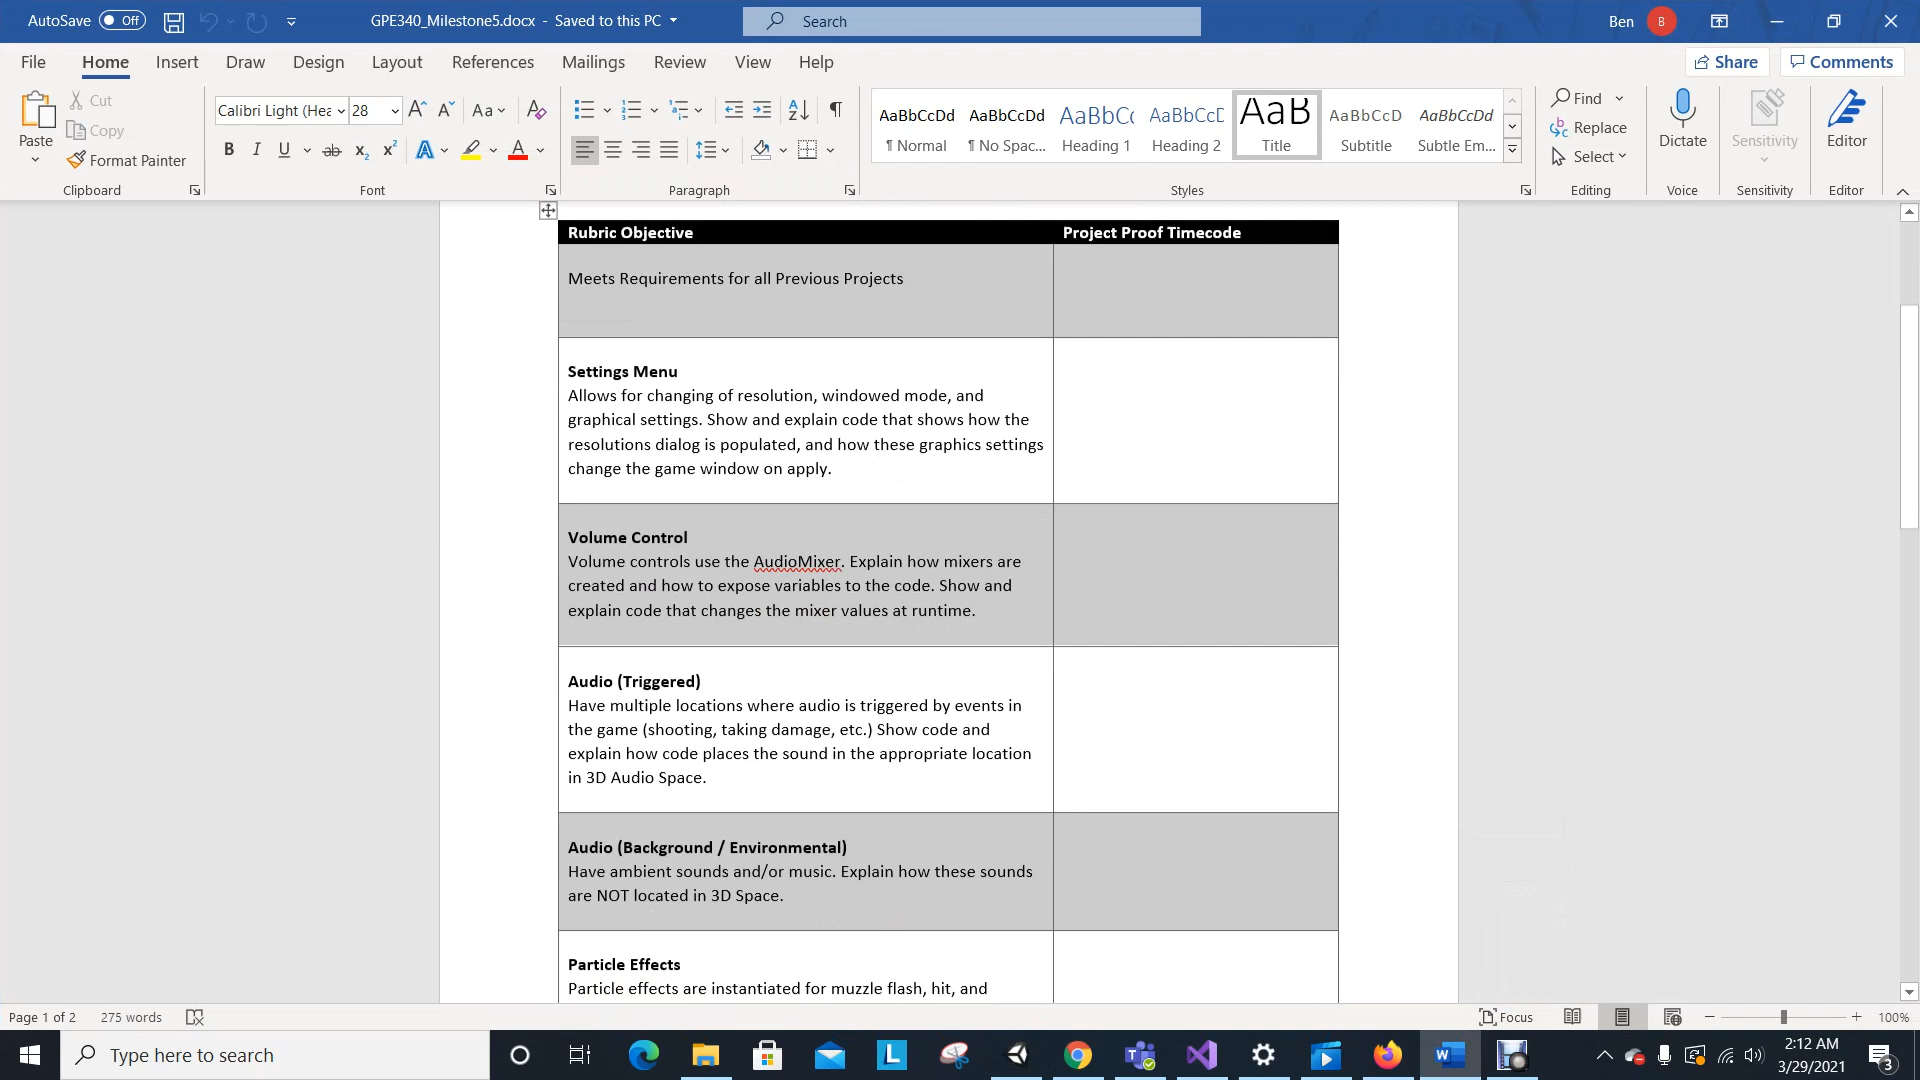 AutoSave Off GPE340_Milestone5.docx - Saved to this PC Search Ben B
File Home Insert Draw Design Layout References Mailings Review View Help Share Comments
Paste Cut Copy Format Painter
Clipboard
Calibri Light (Hea 28 Aa
B I U ab x₂ x² A A
Font
Paragraph
AaBbCcDd AaBbCcDd AaBbCc AaBbCcD AaB AaBbCcD AaBbCcDd
¶ Normal ¶ No Spac... Heading 1 Heading 2 Title Subtitle Subtle Em...
Styles
Find
Replace
Select
Editing
Dictate
Voice
Sensitivity
Sensitivity
Editor
Editor
Rubric Objective Project Proof Timecode
Meets Requirements for all Previous Projects
Settings Menu
Allows for changing of resolution, windowed mode, and
graphical settings. Show and explain code that shows how the
resolutions dialog is populated, and how these graphics settings
change the game window on apply.
Volume Control
Volume controls use the AudioMixer. Explain how mixers are
created and how to expose variables to the code. Show and
explain code that changes the mixer values at runtime.
Audio (Triggered)
Have multiple locations where audio is triggered by events in
the game (shooting, taking damage, etc.) Show code and
explain how code places the sound in the appropriate location
in 3D Audio Space.
Audio (Background / Environmental)
Have ambient sounds and/or music. Explain how these sounds
are NOT located in 3D Space.
Particle Effects
Particle effects are instantiated for muzzle flash, hit, and
Page 1 of 2 275 words Focus 100%
Type here to search
2:12 AM
3/29/2021
3